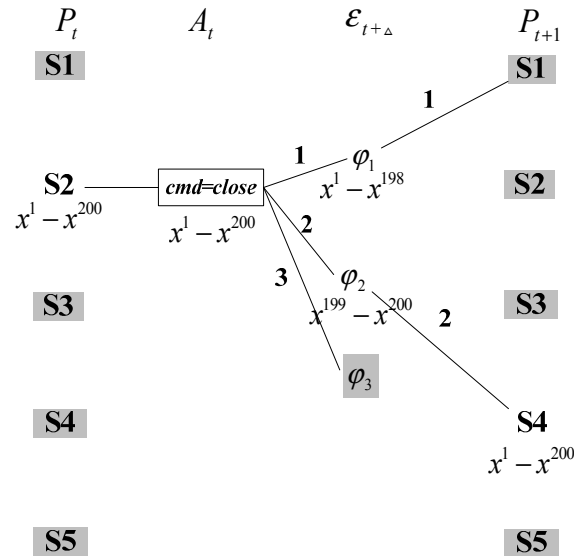 P_t A_t ε_{t+Δ} P_{t+1}
S1 S1
1
1 φ_1
S2 cmd=close x^1 − x^198 S2
x^1 − x^200 x^1 − x^200 2
3 φ_2
S3 x^199 − x^200 2 S3
φ_3
S4 S4
x^1 − x^200
S5 S5